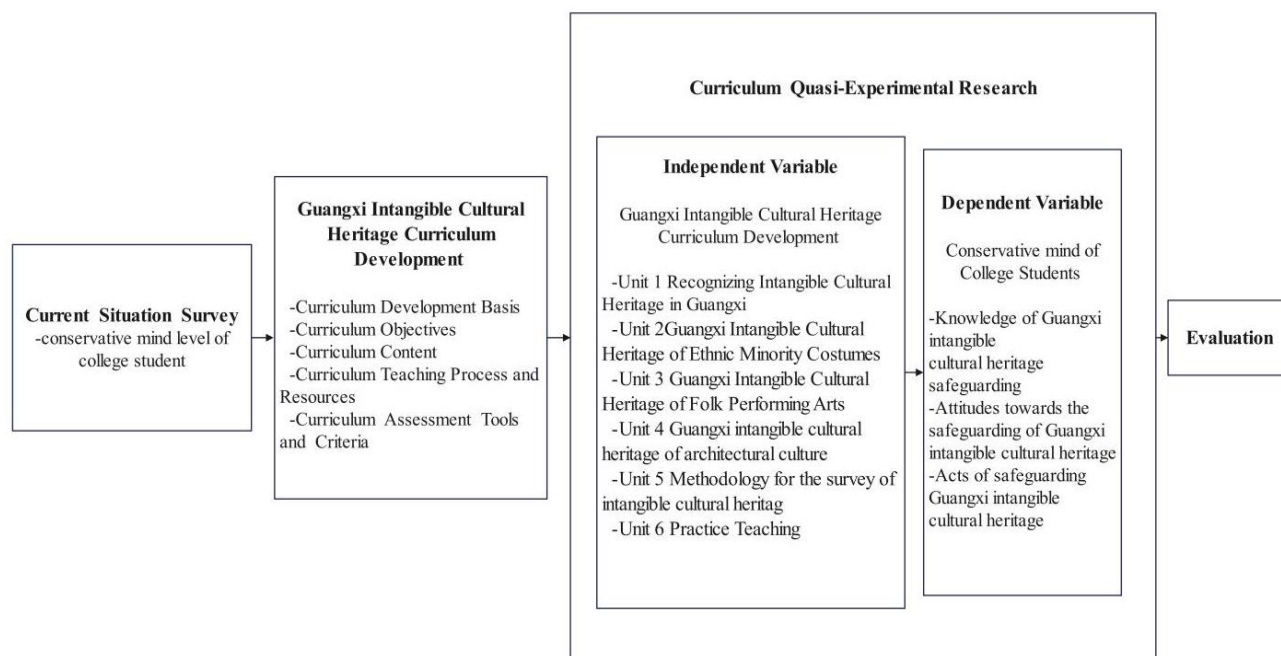 Current Situation Survey
-conservative mind level of
college student
Guangxi Intangible Cultural
Heritage Curriculum
Development
-Curriculum Development Basis
-Curriculum Objectives
-Curriculum Content
-Curriculum Teaching Process and
Resources
-Curriculum Assessment Tools
and Criteria
Curriculum Quasi-Experimental Research
Independent Variable
Guangxi Intangible Cultural Heritage
Curriculum Development
-Unit 1 Recognizing Intangible Cultural
Heritage in Guangxi
-Unit 2Guangxi Intangible Cultural
Heritage of Ethnic Minority Costumes
-Unit 3 Guangxi Intangible Cultural
Heritage of Folk Performing Arts
-Unit 4 Guangxi intangible cultural
heritage of architectural culture
-Unit 5 Methodology for the survey of
intangible cultural heritag
-Unit 6 Practice Teaching
Dependent Variable
Conservative mind of
College Students
-Knowledge of Guangxi
intangible
cultural heritage
safeguarding
-Attitudes towards the
safeguarding of Guangxi
intangible cultural heritage
-Acts of safeguarding
Guangxi intangible
cultural heritage
Evaluation